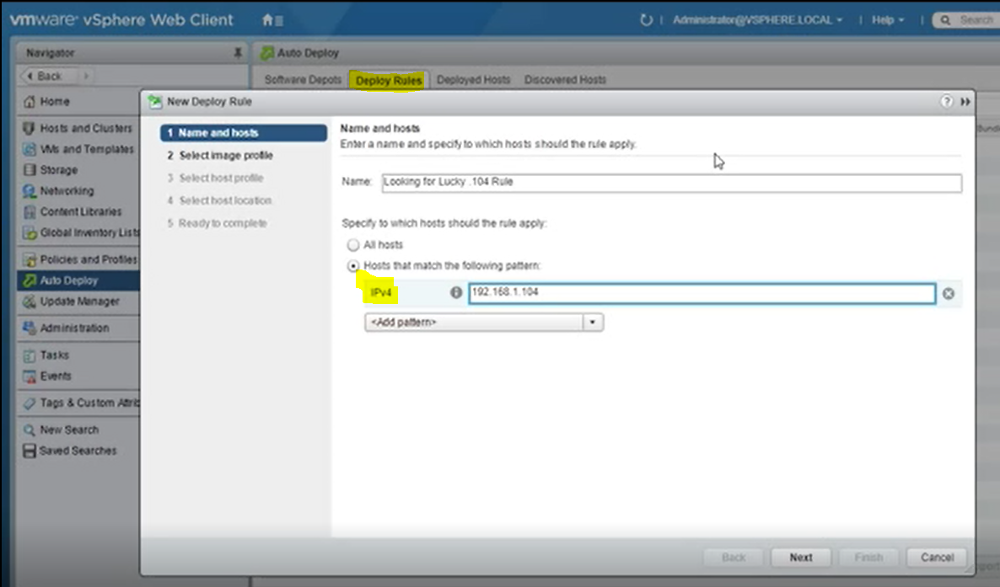 vmware® vSphere Web Client
Administrator@VSPHERE.LOCAL
Help
Search
Navigator
Back
Home
Hosts and Clusters
VMs and Templates
Storage
Networking
Content Libraries
Global Inventory Lists
Policies and Profiles
Auto Deploy
Update Manager
Administration
Tasks
Events
Tags & Custom Attrib
New Search
Saved Searches
Auto Deploy
Software Depots
Deploy Rules
Deployed Hosts
Discovered Hosts
New Deploy Rule
1 Name and hosts
2 Select image profile
3 Select host profile
4 Select host location
5 Ready to complete
Name and hosts
Enter a name and specify to which hosts should the rule apply.
Name: Looking for Lucky .104 Rule
Specify to which hosts should the rule apply:
All hosts
Hosts that match the following pattern:
IPv4 192.168.1.104
<Add pattern>
Back Next Finish Cancel